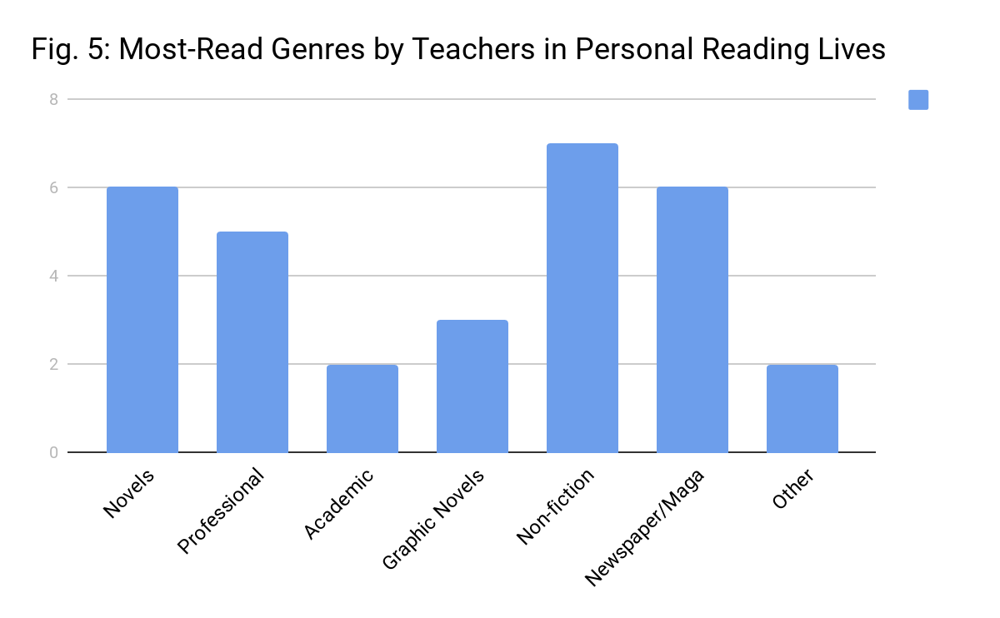 Fig. 5: Most-Read Genres by Teachers in Personal Reading Lives
8
6
4
2
0
Novels
Professional
Academic
Graphic Novels
Non-fiction
Newspaper/Maga
Other